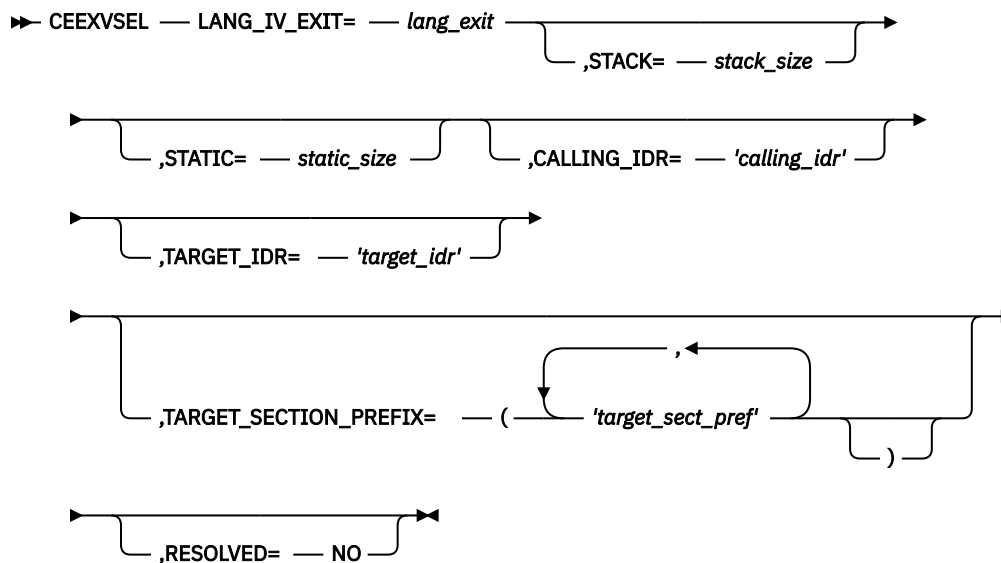 CEEXVSEL LANG_IV_EXIT= lang_exit
,STACK= stack_size
,STATIC= static_size ,CALLING_IDR= 'calling_idr'
,TARGET_IDR= 'target_idr'
,
,TARGET_SECTION_PREFIX= ( 'target_sect_pref'
)
,RESOLVED= NO